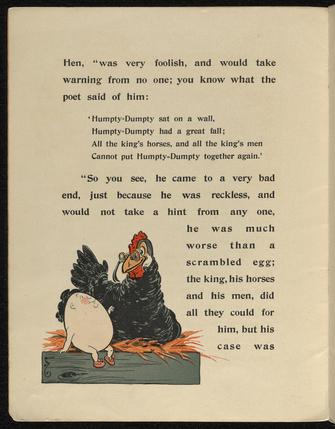 Hen, "was very foolish, and would take
warning from no one; you know what the
poet said of him:
'Humpty-Dumpty sat on a wall,
Humpty-Dumpty had a great fall;
All the king's horses, and all the king's men
Cannot put Humpty-Dumpty together again.'
"So you see, he came to a very bad
end, just because he was reckless, and
would not take a hint from any one,
he was much
worse than a
scrambled egg;
the king, his horses
and his men, did
all they could for
him, but his
case was